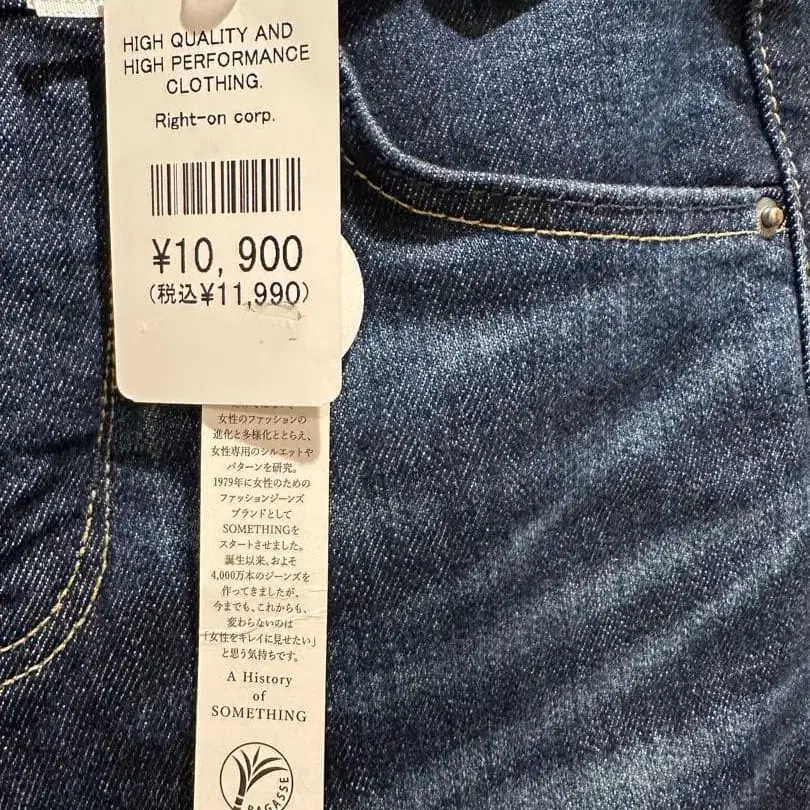 HIGH QUALITY AND
HIGH PERFORMANCE
CLOTHING.
Right-on corp.
¥10,900
(税込¥11,990)
女性のファッションの
進化と多様化ととらえ、
女性専用のシルエットや
パターンを研究。
1979年に女性のための
ファッションジーンズ
ブランドとして
SOMETHINGを
スタートさせました。
誕生以来、およそ
4,000万本のジーンズを
作ってきましたが、
今までも、これからも、
変わらないのは
「女性をキレイに見せたい」
と思う気持ちです。
A History
of
SOMETHING
BAGASSE